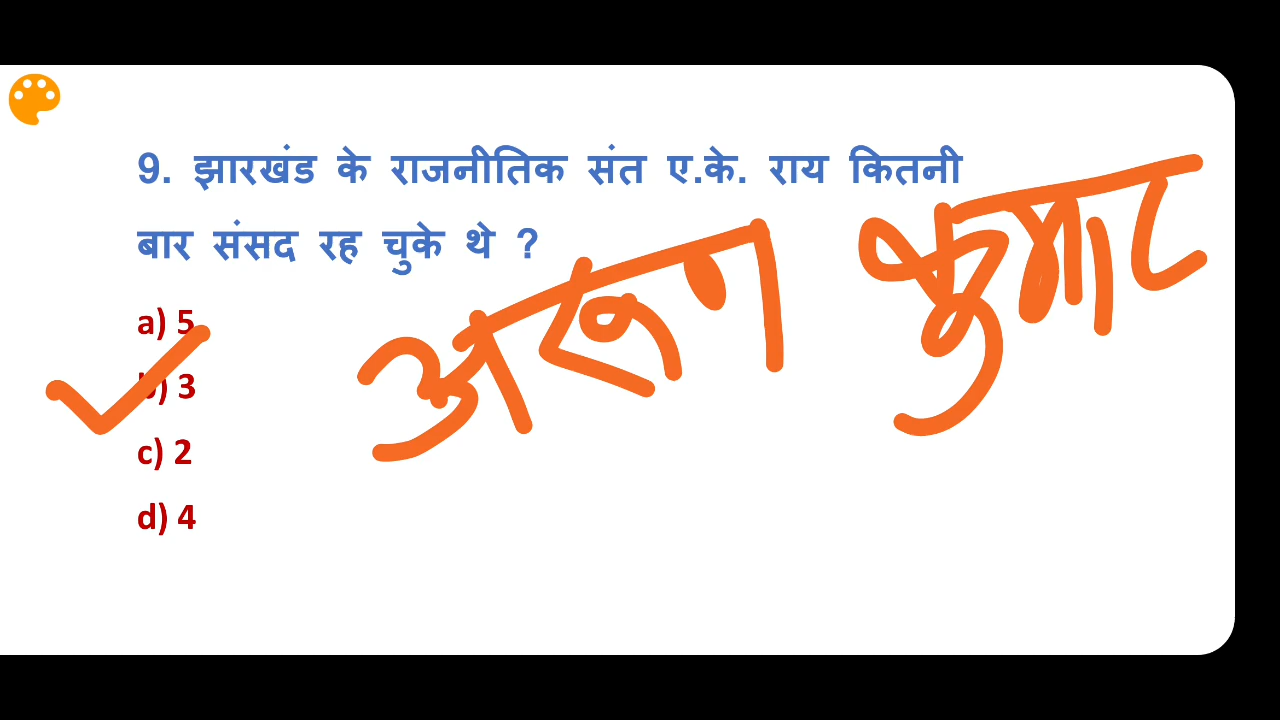 9. झारखंड के राजनीतिक संत ए.के. राय कितनी
बार संसद रह चुके थे ?
अरूण कुमार
a) 5
b) 3
c) 2
d) 4